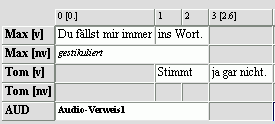 0 [0.] 1 2 3 [2.6]
Max [v] Du fällst mir immer ins Wort.
Max [nv] gestikuliert
Tom [v] Stimmt ja gar nicht.
Tom [nv]
AUD Audio-Verweis1